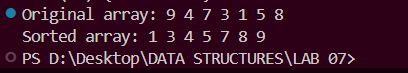 Original array: 9 4 7 3 1 5 8
Sorted array: 1 3 4 5 7 8 9
PS D:\Desktop\DATA STRUCTURES\LAB 07>